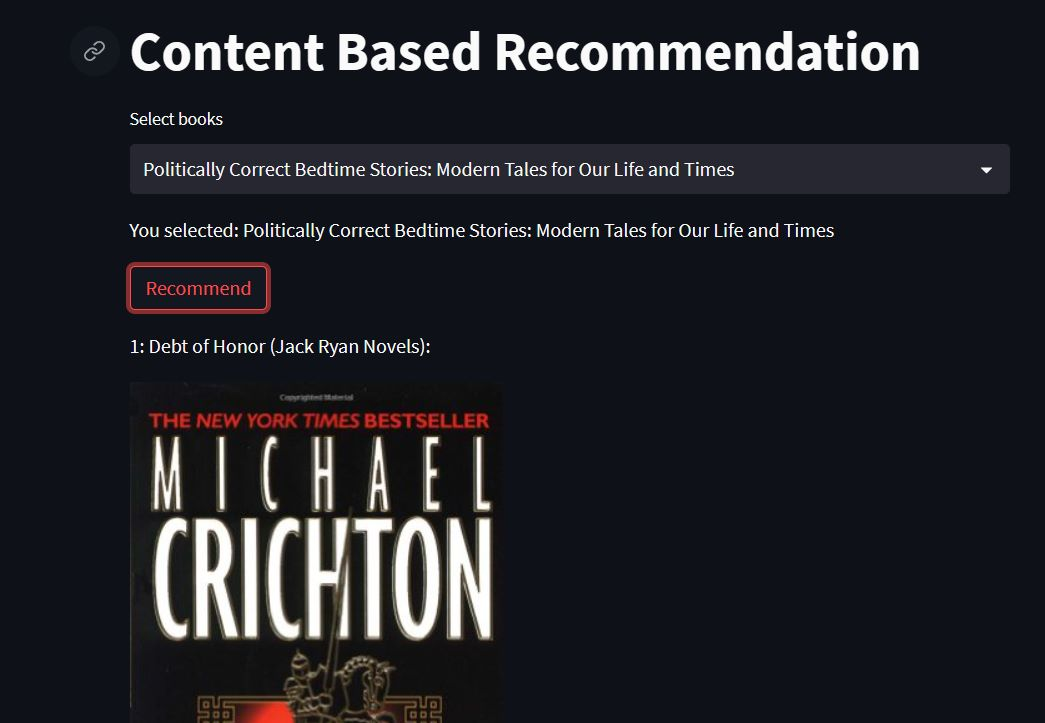 Content Based Recommendation
Select books
Politically Correct Bedtime Stories: Modern Tales for Our Life and Times
You selected: Politically Correct Bedtime Stories: Modern Tales for Our Life and Times
Recommend
1: Debt of Honor (Jack Ryan Novels):
Copyrighted Material
THE NEW YORK TIMES BESTSELLER
MICHAEL
CRICHTON